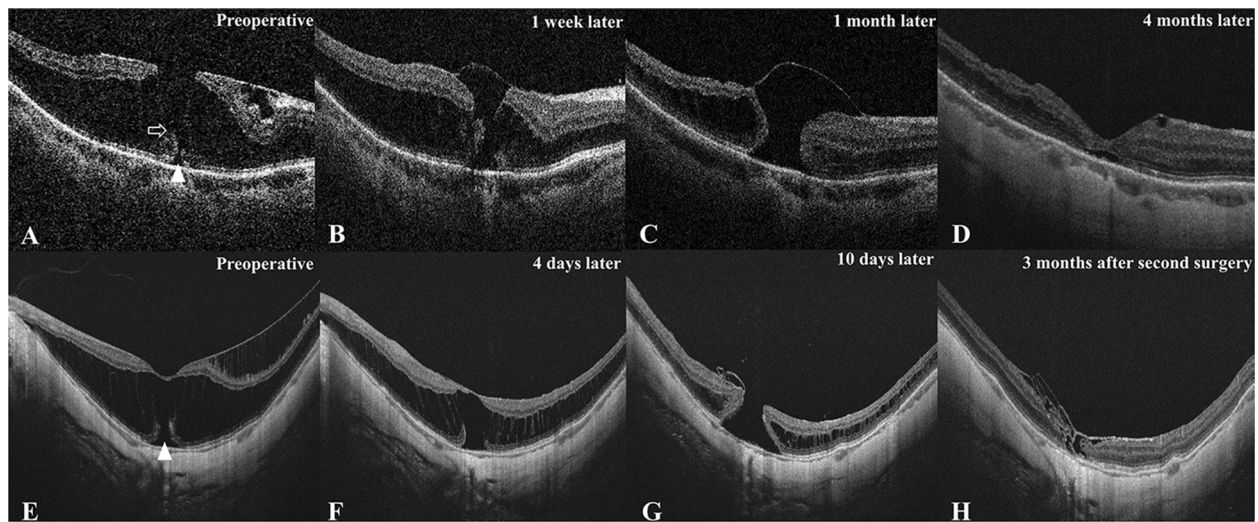 Preoperative
A
1 week later
B
1 month later
C
4 months later
D
Preoperative
E
4 days later
F
10 days later
G
3 months after second surgery
H